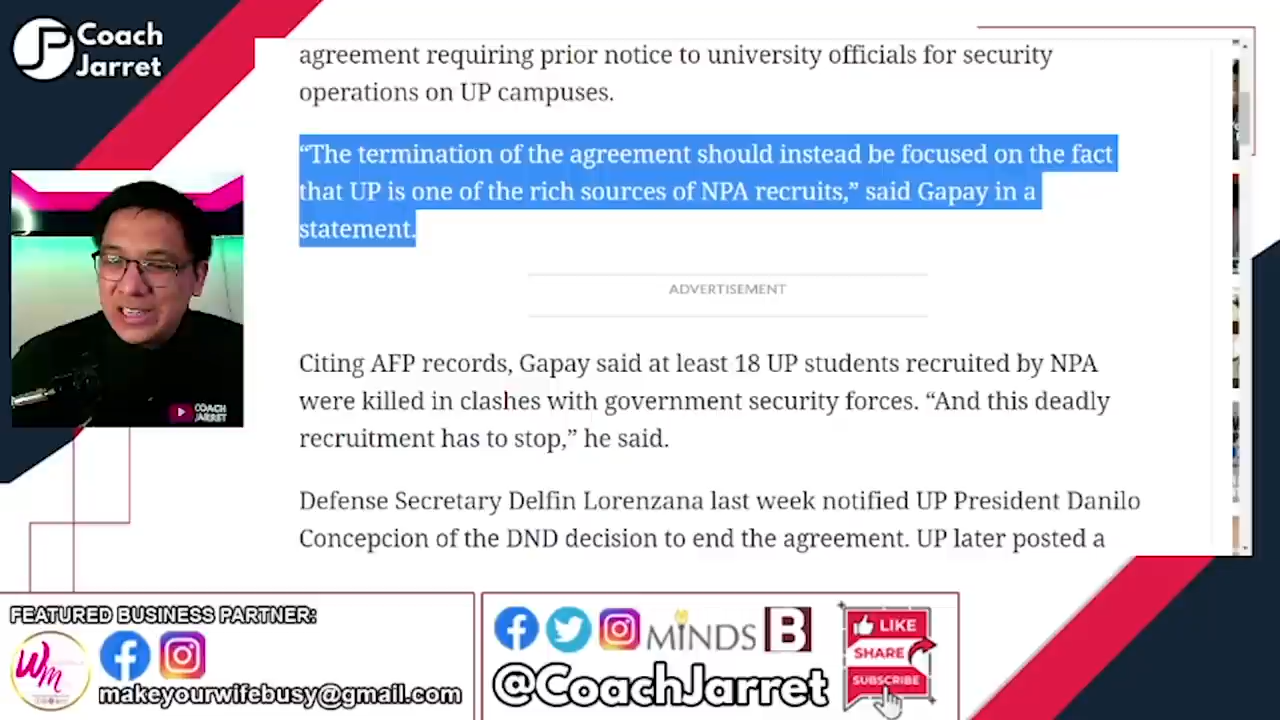 JP Coach
Jarret
agreement requiring prior notice to university officials for security
operations on UP campuses.
“The termination of the agreement should instead be focused on the fact
that UP is one of the rich sources of NPA recruits,” said Gapay in a
statement.
ADVERTISEMENT
Citing AFP records, Gapay said at least 18 UP students recruited by NPA
were killed in clashes with government security forces. “And this deadly
recruitment has to stop,” he said.
Defense Secretary Delfin Lorenzana last week notified UP President Danilo
Concepcion of the DND decision to end the agreement. UP later posted a
COACH
JARRET
FEATURED BUSINESS PARTNER:
Wm
makeyourwifebusy@gmail.com
MiNDS B
@CoachJarret
LIKE
SHARE
SUBSCRIBE